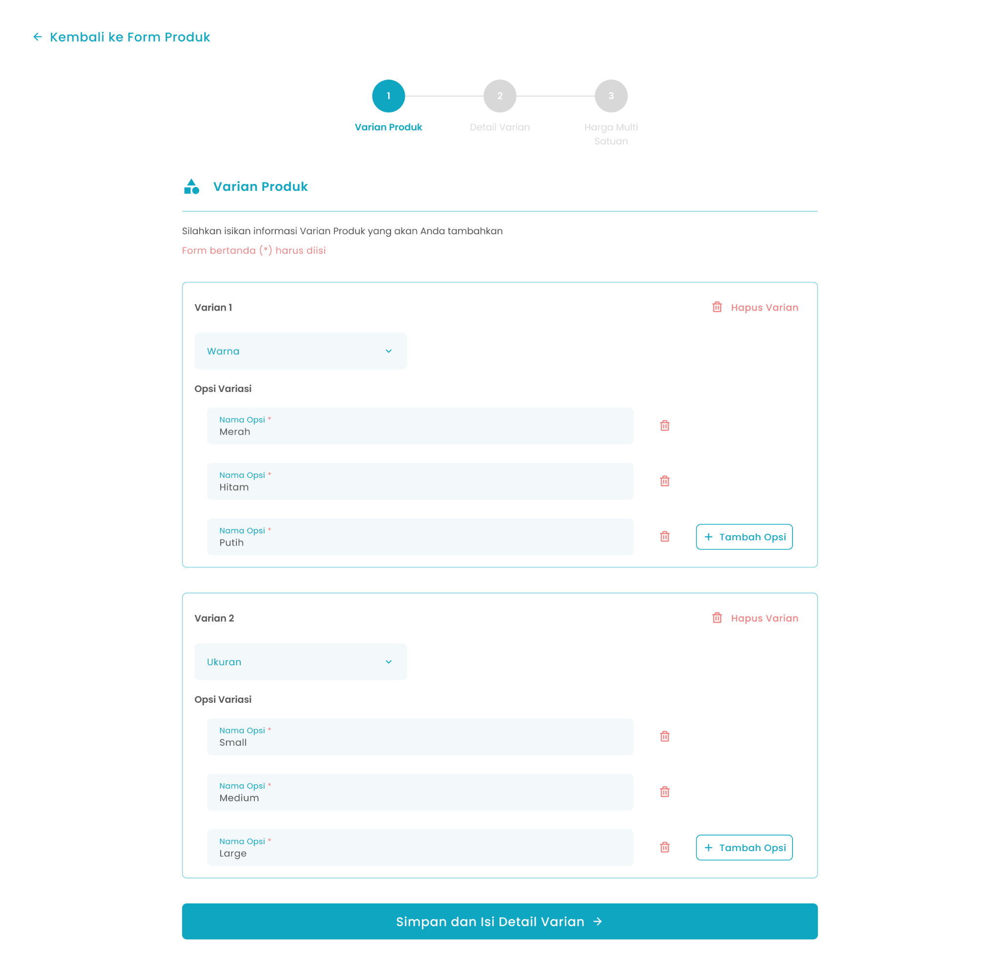 Kembali ke Form Produk
1
2
3
Varian Produk
Detail Varian
Harga Multi
Satuan
Varian Produk
Silahkan isikan informasi Varian Produk yang akan Anda tambahkan
Form bertanda (*) harus diisi
Varian 1
Hapus Varian
Warna
Opsi Variasi
Nama Opsi *
Merah
Nama Opsi *
Hitam
Nama Opsi *
Putih
+ Tambah Opsi
Varian 2
Hapus Varian
Ukuran
Opsi Variasi
Nama Opsi *
Small
Nama Opsi *
Medium
Nama Opsi *
Large
+ Tambah Opsi
Simpan dan Isi Detail Varian